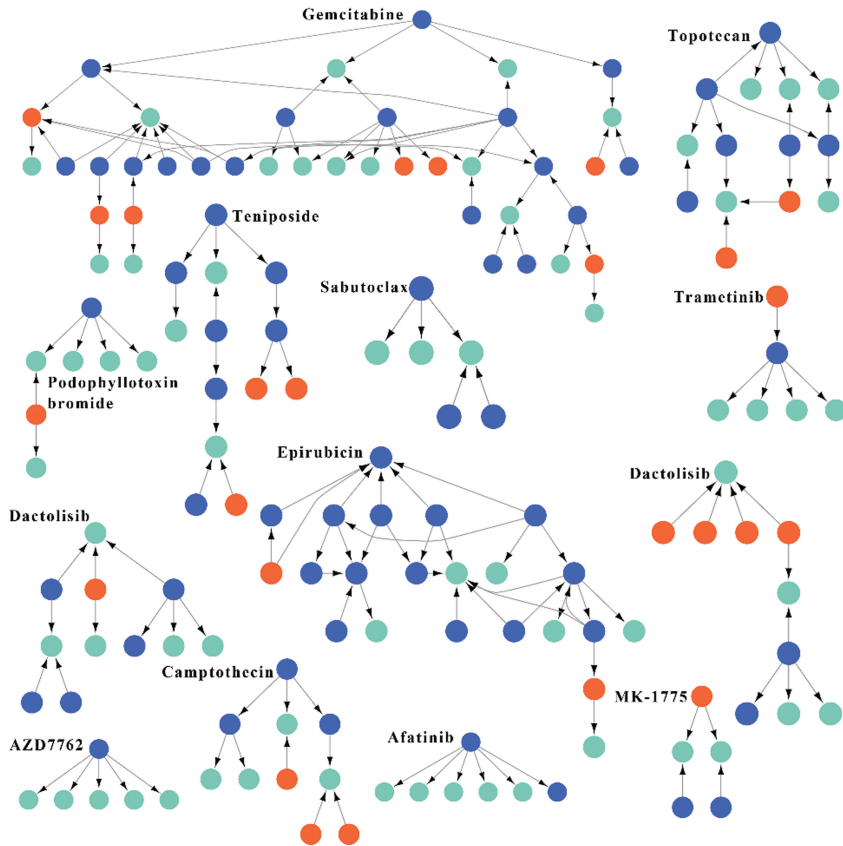 Gemcitabine
Topotecan
Teniposide
Sabutoclax
Trametinib
Podophyllotoxin
bromide
Epirubicin
Dactolisib
Dactolisib
Camptothecin
MK-1775
AZD7762
Afatinib